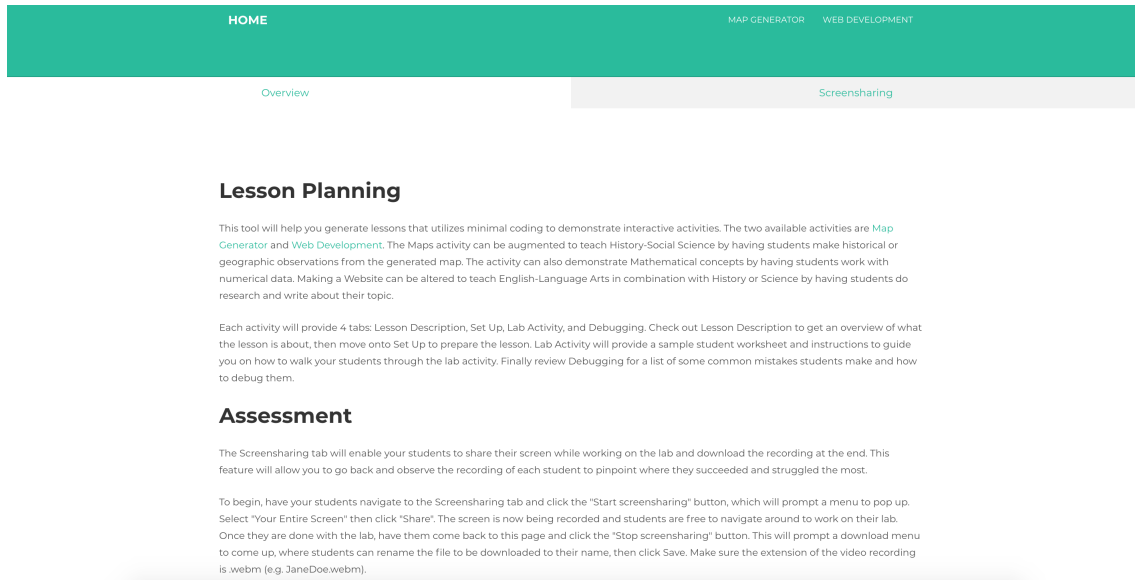 HOME
MAP GENERATOR WEB DEVELOPMENT
Overview
Screensharing
Lesson Planning
This tool will help you generate lessons that utilizes minimal coding to demonstrate interactive activities. The two available activities are Map
Generator and Web Development. The Maps activity can be augmented to teach History-Social Science by having students make historical or
geographic observations from the generated map. The activity can also demonstrate Mathematical concepts by having students work with
numerical data. Making a Website can be altered to teach English-Language Arts in combination with History or Science by having students do
research and write about their topic.
Each activity will provide 4 tabs: Lesson Description, Set Up, Lab Activity, and Debugging. Check out Lesson Description to get an overview of what
the lesson is about, then move onto Set Up to prepare the lesson. Lab Activity will provide a sample student worksheet and instructions to guide
you on how to walk your students through the lab activity. Finally review Debugging for a list of some common mistakes students make and how
to debug them.
Assessment
The Screensharing tab will enable your students to share their screen while working on the lab and download the recording at the end. This
feature will allow you to go back and observe the recording of each student to pinpoint where they succeeded and struggled the most.
To begin, have your students navigate to the Screensharing tab and click the "Start screensharing" button, which will prompt a menu to pop up.
Select "Your Entire Screen" then click "Share". The screen is now being recorded and students are free to navigate around to work on their lab.
Once they are done with the lab, have them come back to this page and click the "Stop screensharing" button. This will prompt a download menu
to come up, where students can rename the file to be downloaded to their name, then click Save. Make sure the extension of the video recording
is .webm (e.g. JaneDoe.webm).